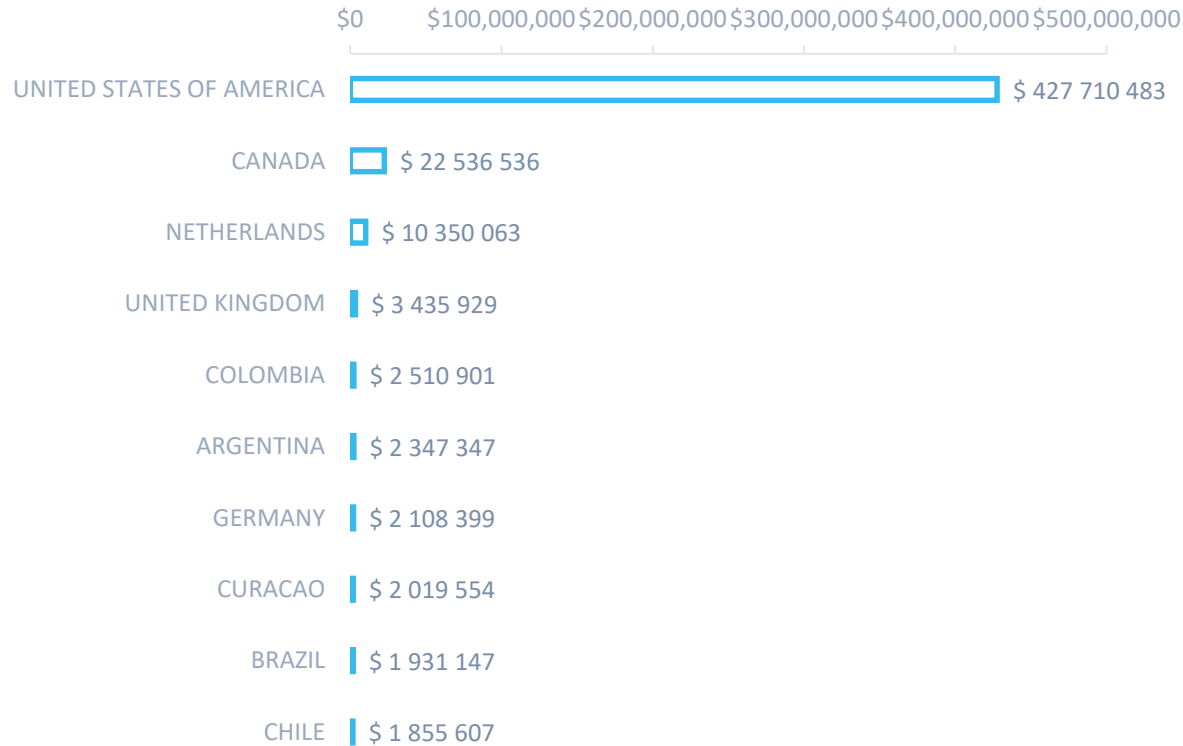 $0 $100,000,000 $200,000,000 $300,000,000 $400,000,000 $500,000,000
UNITED STATES OF AMERICA $ 427 710 483
CANADA $ 22 536 536
NETHERLANDS $ 10 350 063
UNITED KINGDOM $ 3 435 929
COLOMBIA $ 2 510 901
ARGENTINA $ 2 347 347
GERMANY $ 2 108 399
CURACAO $ 2 019 554
BRAZIL $ 1 931 147
CHILE $ 1 855 607